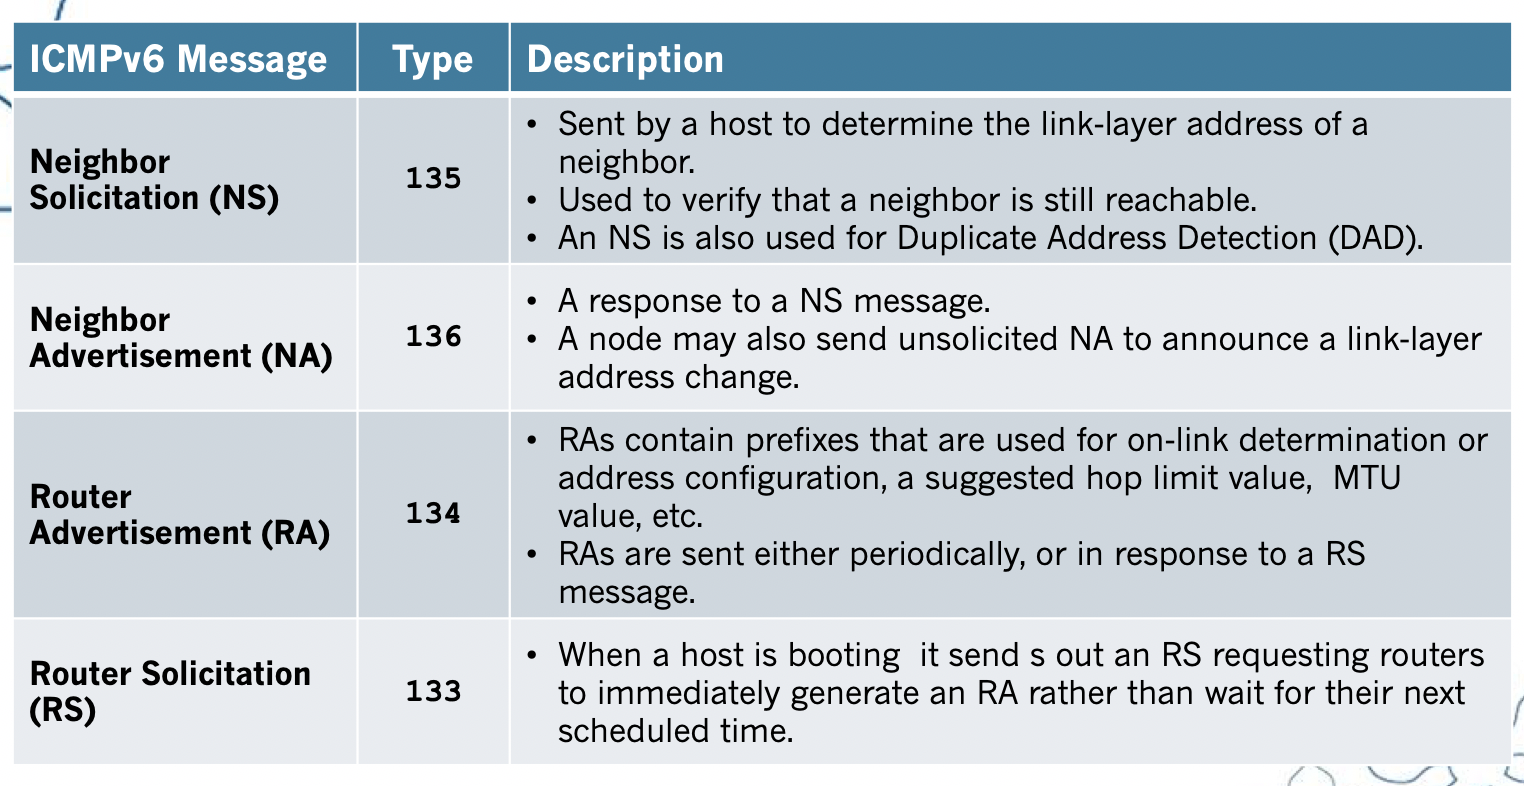 ICMPv6 Message Type Description
Neighbor
Solicitation (NS)
135
• Sent by a host to determine the link-layer address of a
neighbor.
• Used to verify that a neighbor is still reachable.
• An NS is also used for Duplicate Address Detection (DAD).
Neighbor
Advertisement (NA)
136
• A response to a NS message.
• A node may also send unsolicited NA to announce a link-layer
address change.
Router
Advertisement (RA)
134
• RAs contain prefixes that are used for on-link determination or
address configuration, a suggested hop limit value,  MTU
value, etc.
• RAs are sent either periodically, or in response to a RS
message.
Router Solicitation
(RS)
133
• When a host is booting  it send s out an RS requesting routers
to immediately generate an RA rather than wait for their next
scheduled time.